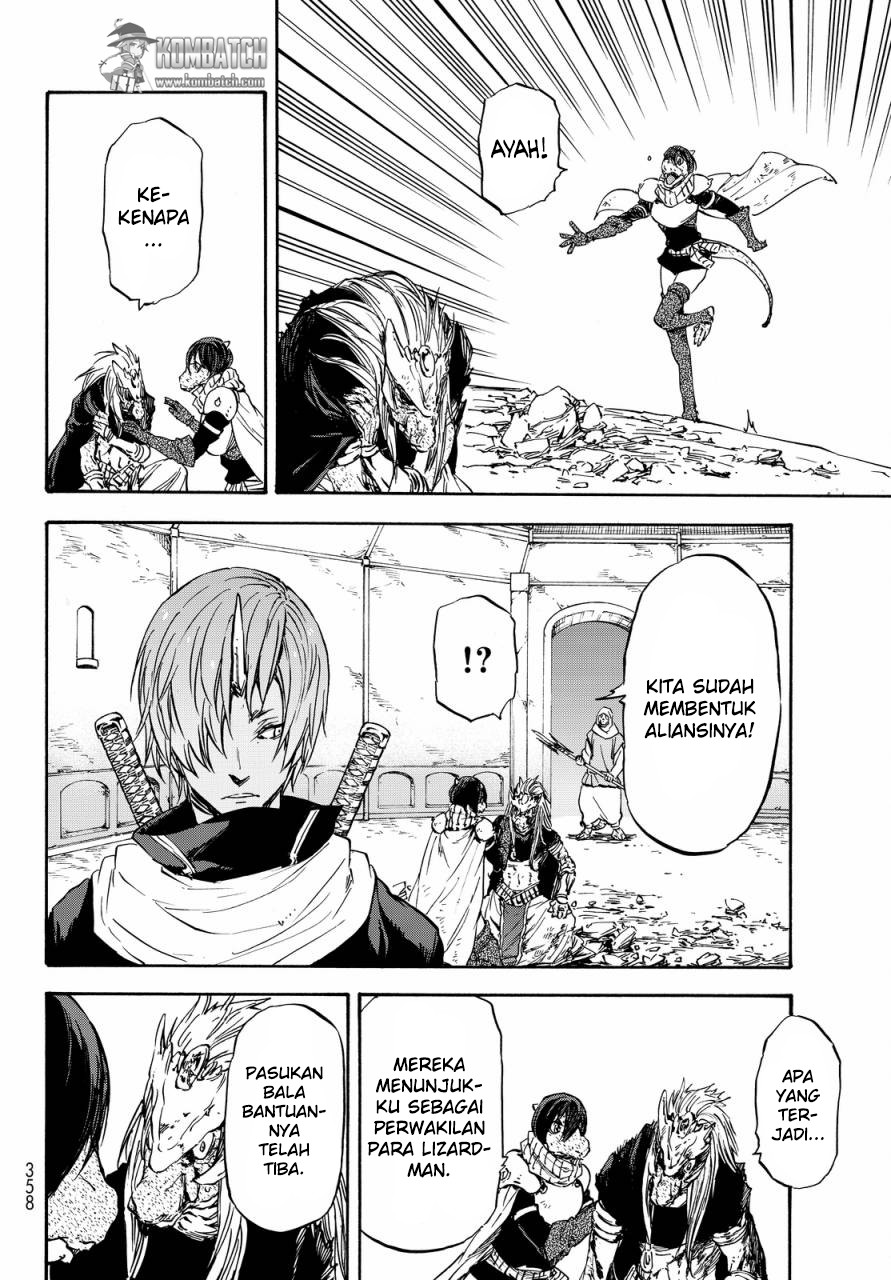 KOMBATCH
www.kombatch.com
AYAH!
KE-
KENAPA
...
KITA SUDAH
MEMBENTUK
ALIANSINYA!
!?
APA
YANG
TER-
JADI...
MEREKA
MENUNJUK-
KU SEBAGAI
PERWAKILAN
PARA LIZARD-
MAN.
PASUKAN
BALA
BANTUAN-
NYA
TELAH
TIBA.
358